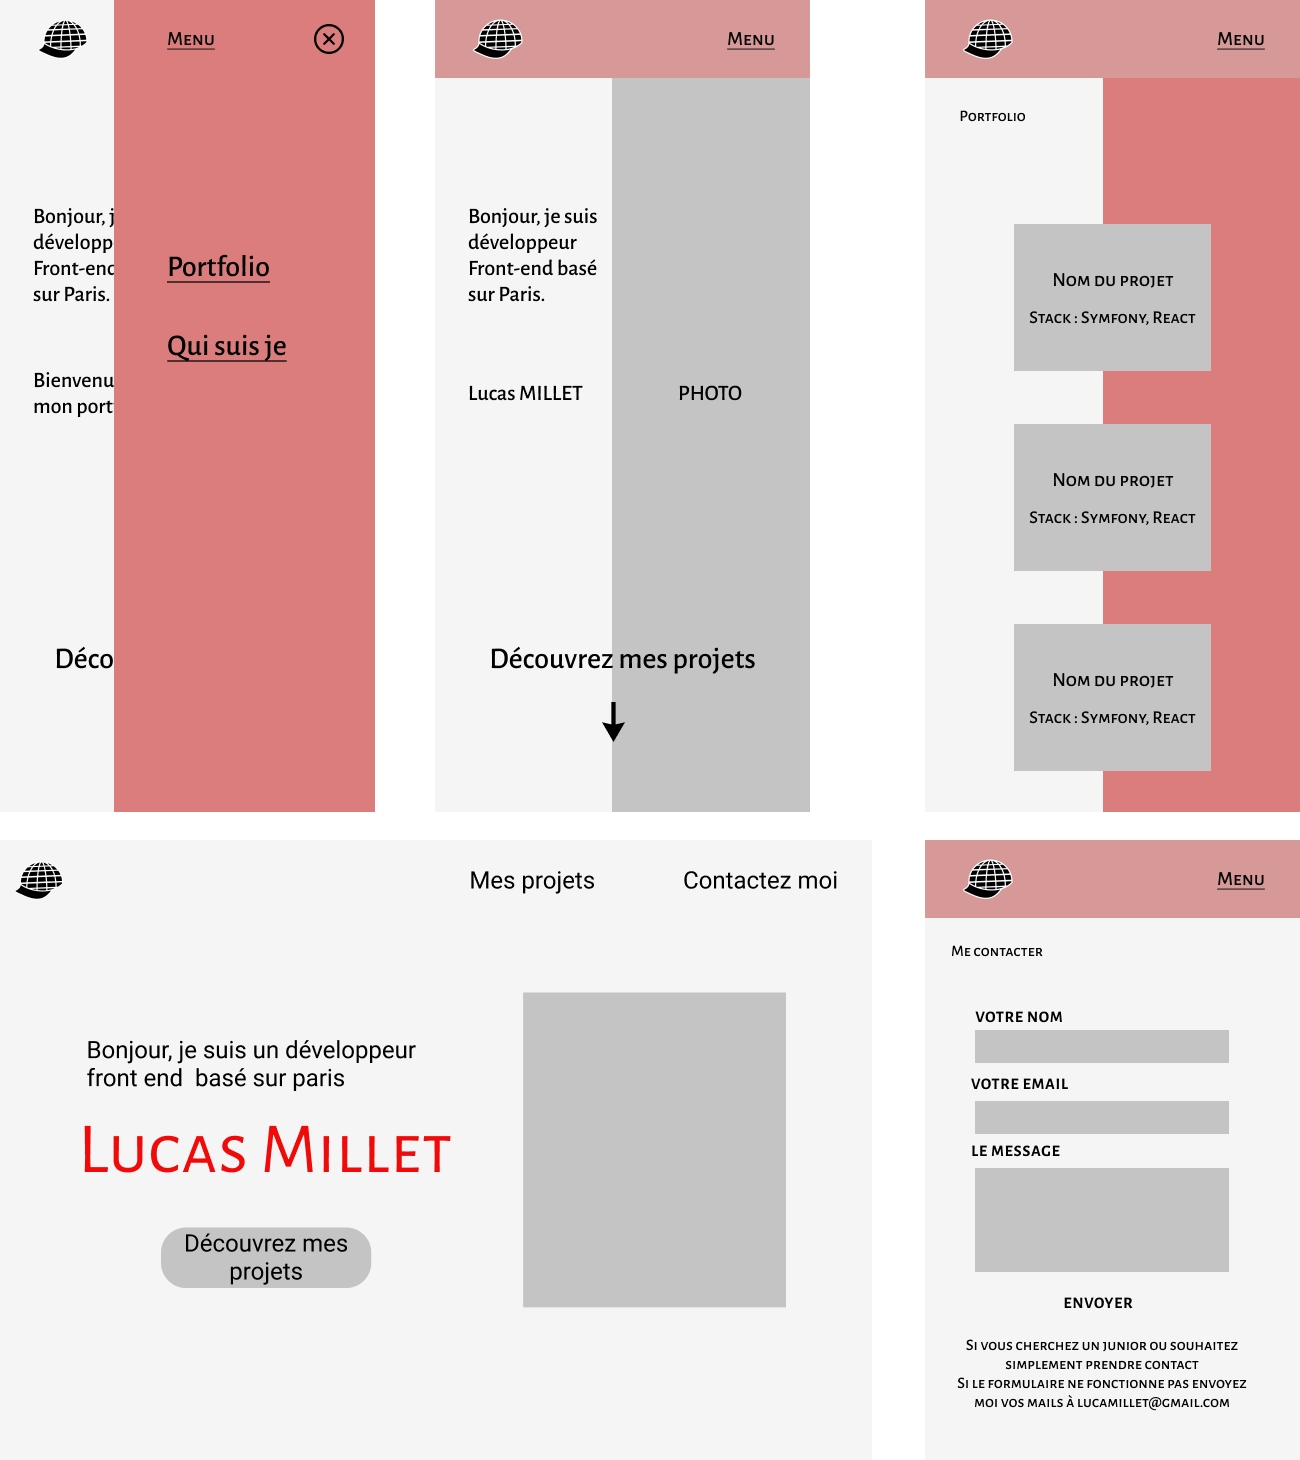 Menu
Bonjour, j
développ
Front-end
sur Paris.
Portfolio
Qui suis je
Bienvenu
mon port
Déco
Menu
Bonjour, je suis
développeur
Front-end basé
sur Paris.
Lucas MILLET
PHOTO
Découvrez mes projets
Menu
Portfolio
Nom du projet
Stack : Symfony, React
Nom du projet
Stack : Symfony, React
Nom du projet
Stack : Symfony, React
Mes projets
Contactez moi
Bonjour, je suis un développeur
front end basé sur paris
Lucas Millet
Découvrez mes
projets
Menu
Me contacter
votre nom
votre email
le message
envoyer
Si vous cherchez un junior ou souhaitez
simplement prendre contact
Si le formulaire ne fonctionne pas envoyez
moi vos mails à lucamillet@gmail.com